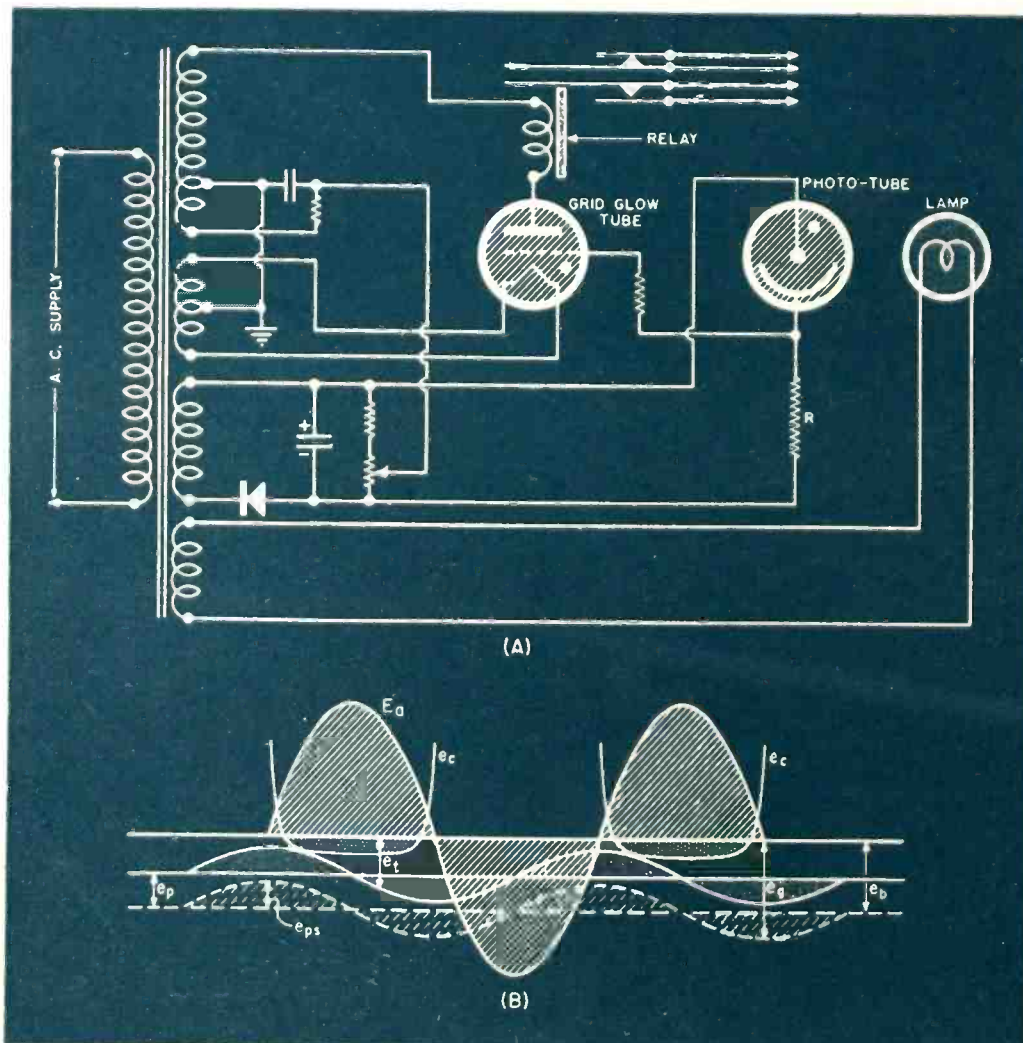 A. C. SUPPLY
RELAY
GRID GLOW
TUBE
PHOTO-TUBE
LAMP
+
-
R
(A)
Ea
ec
ec
et
ep
eps
eg
eb
(B)